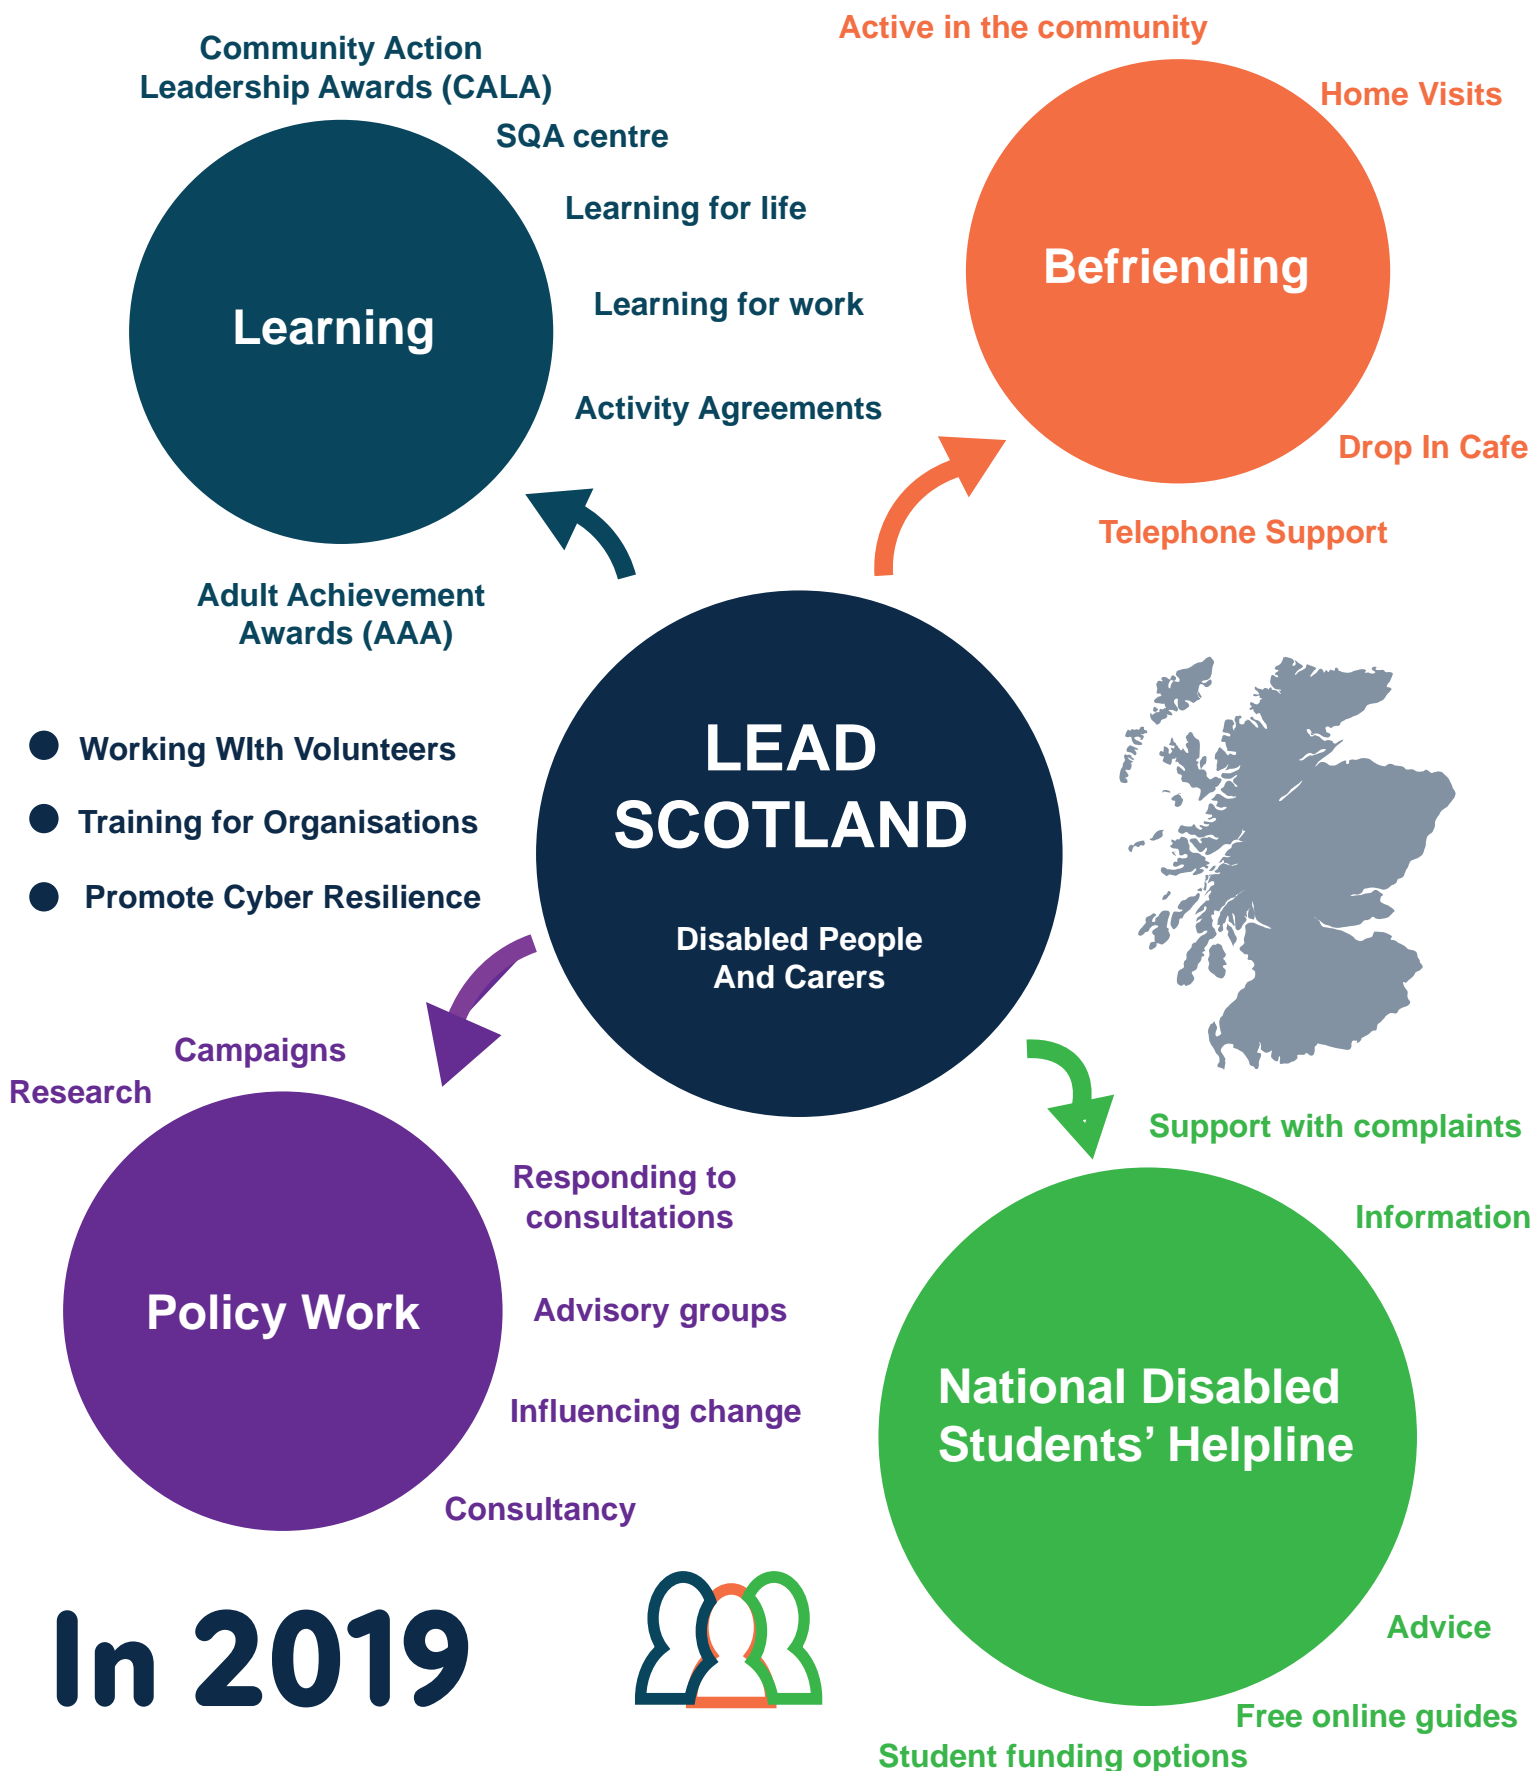 Community Action
Leadership Awards (CALA)
SQA centre
Learning for life
Learning for work
Activity Agreements
Learning
Adult Achievement
Awards (AAA)
Active in the community
Home Visits
Befriending
Drop In Cafe
Telephone Support
LEAD
SCOTLAND
Disabled People
And Carers
Working WIth Volunteers
Training for Organisations
Promote Cyber Resilience
Campaigns
Research
Responding to
consultations
Policy Work
Advisory groups
Influencing change
Consultancy
Support with complaints
Information
National Disabled
Students’ Helpline
Advice
Free online guides
Student funding options
In 2019